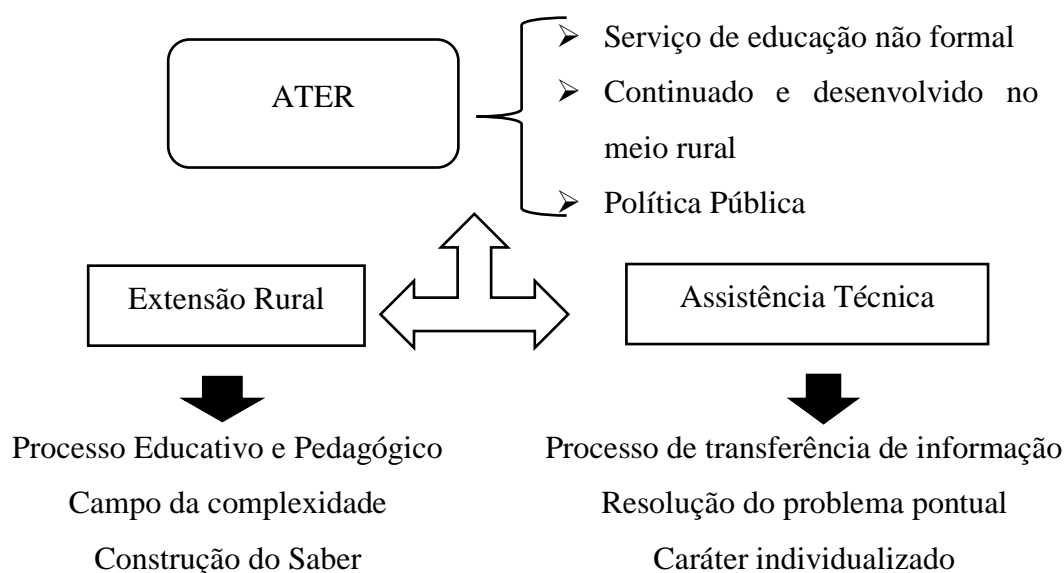 ATER
➢ Serviço de educação não formal
➢ Continuado e desenvolvido no
meio rural
➢ Política Pública
Extensão Rural
Assistência Técnica
Processo Educativo e Pedagógico
Campo da complexidade
Construção do Saber
Processo de transferência de informação
Resolução do problema pontual
Caráter individualizado